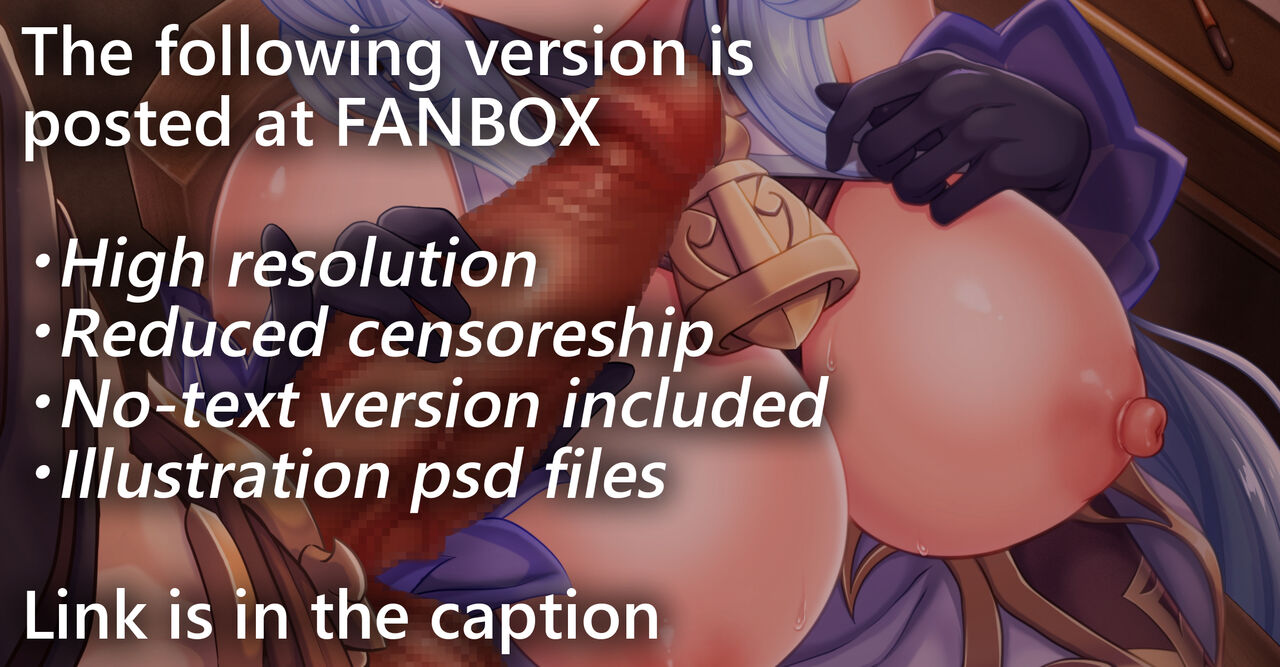 The following version is
posted at FANBOX
・High resolution
・Reduced censoreship
・No-text version included
・Illustration psd files
Link is in the caption